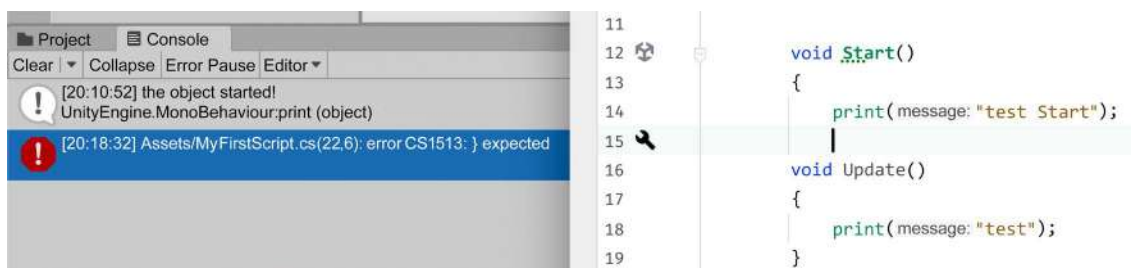 Project Console
Clear Collapse Error Pause Editor
[20:10:52] the object started!
UnityEngine.MonoBehaviour:print (object)
[20:18:32] Assets/MyFirstScript.cs(22,6): error CS1513: } expected
11
12 void Start()
13 {
14 print( message: "test Start");
15
16 void Update()
17 {
18 print( message: "test");
19 }